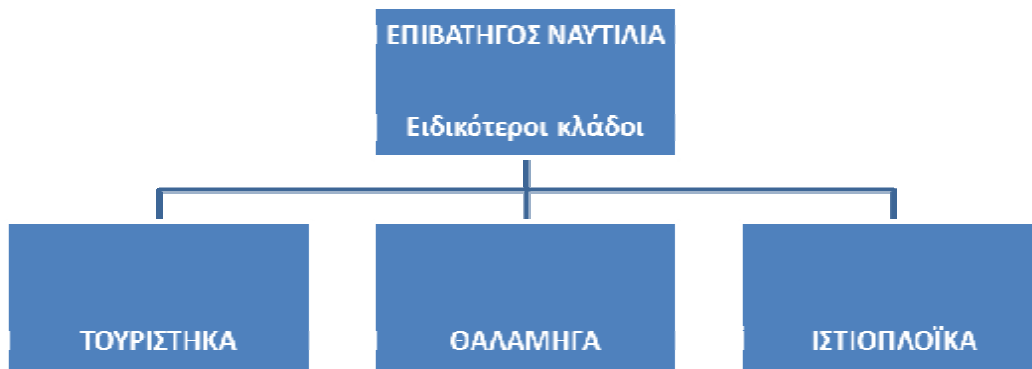 ΕΠΙΒΑΤΗΓΟΣ ΝΑΥΤΙΛΙΑ
Ειδικότεροι κλάδοι
ΤΟΥΡΙΣΤΗΚΑ
ΘΑΛΑΜΗΓΑ
ΙΣΤΙΟΠΛΟΪΚΑ